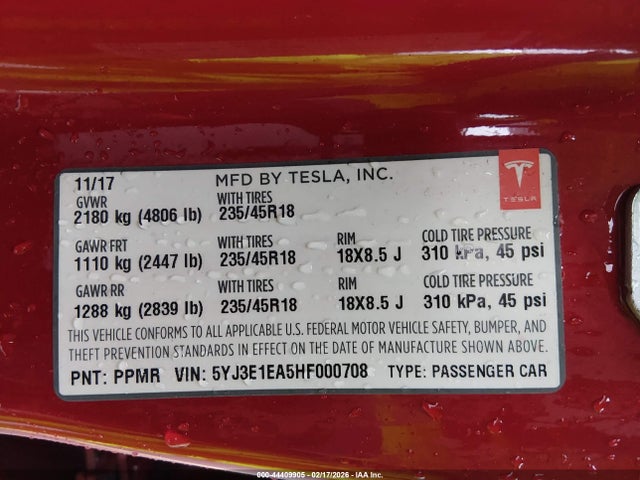 11/17 MFD BY TESLA, INC.
TESLA
GVWR WITH TIRES
2180 kg (4806 lb) 235/45R18
GAWR FRT WITH TIRES RIM COLD TIRE PRESSURE
1110 kg (2447 lb) 235/45R18 18X8.5 J 310 kPa, 45 psi
GAWR RR WITH TIRES RIM COLD TIRE PRESSURE
1288 kg (2839 lb) 235/45R18 18X8.5 J 310 kPa, 45 psi
THIS VEHICLE CONFORMS TO ALL APPLICABLE U.S. FEDERAL MOTOR VEHICLE SAFETY, BUMPER, AND
THEFT PREVENTION STANDARDS IN EFFECT ON THE DATE OF MANUFACTURE SHOWN ABOVE.
PNT: PPMR VIN: 5YJ3E1EA5HF000708 TYPE: PASSENGER CAR
000-44409905 - 02/17/2026 - IAA Inc.